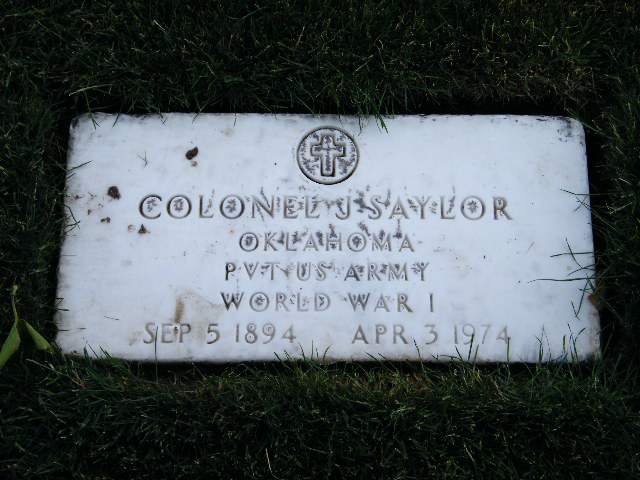 COLONEL J SAYLOR
OKLAHOMA
PVT US ARMY
WORLD WAR I
SEP 5 1894 APR 3 1974